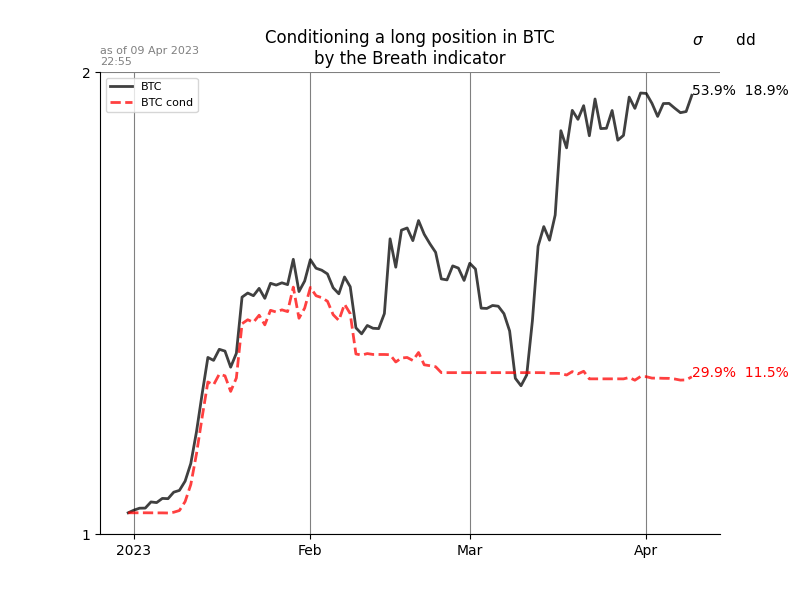 Conditioning a long position in BTC
by the Breath indicator
σ dd
as of 09 Apr 2023
22:55
2
BTC
BTC cond
53.9% 18.9%
29.9% 11.5%
1
2023 Feb Mar Apr